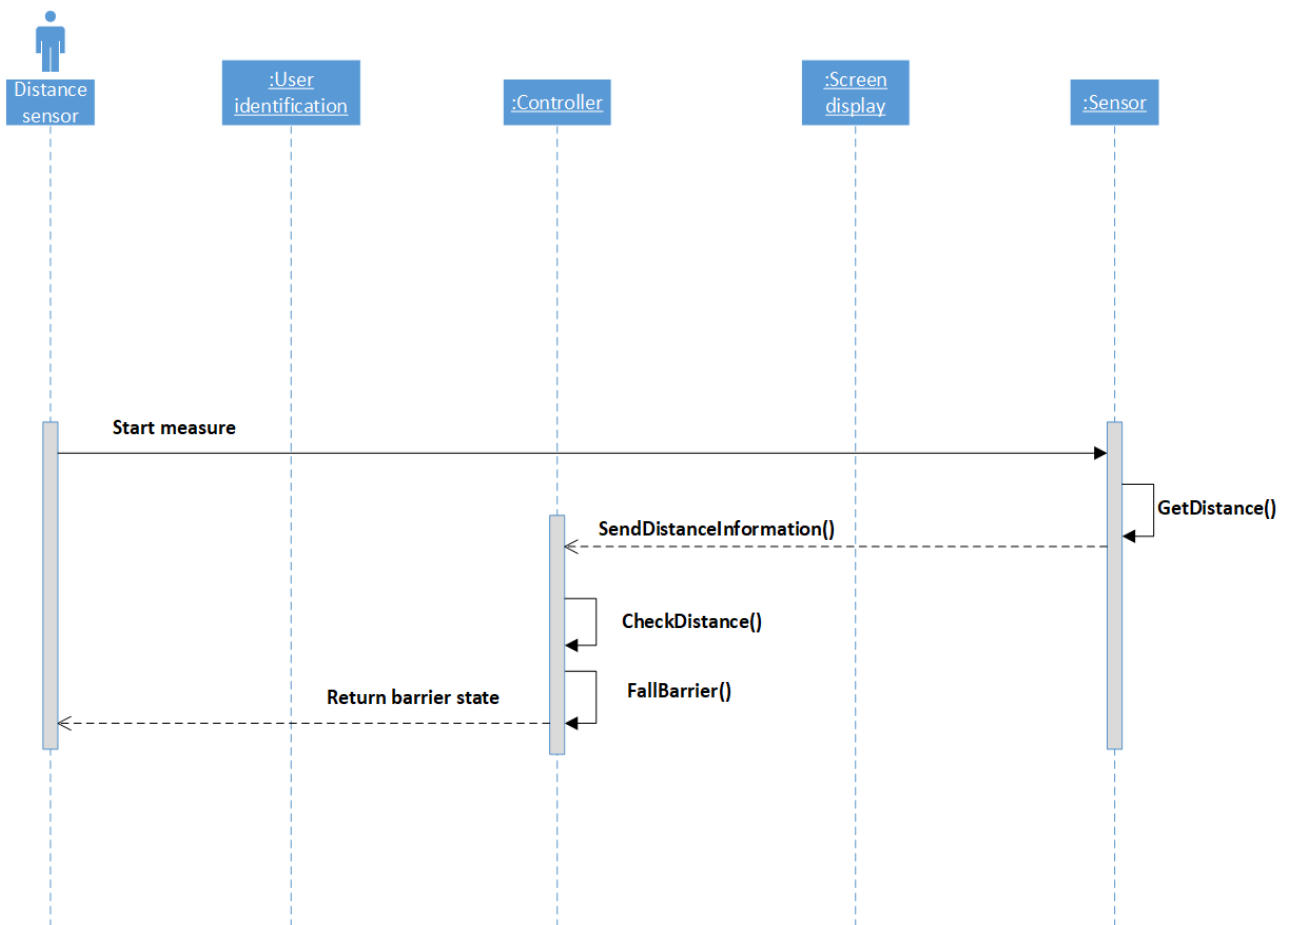 Distance
sensor
:User
identification
:Controller
:Screen
display
:Sensor
Start measure
GetDistance()
SendDistanceInformation()
CheckDistance()
FallBarrier()
Return barrier state